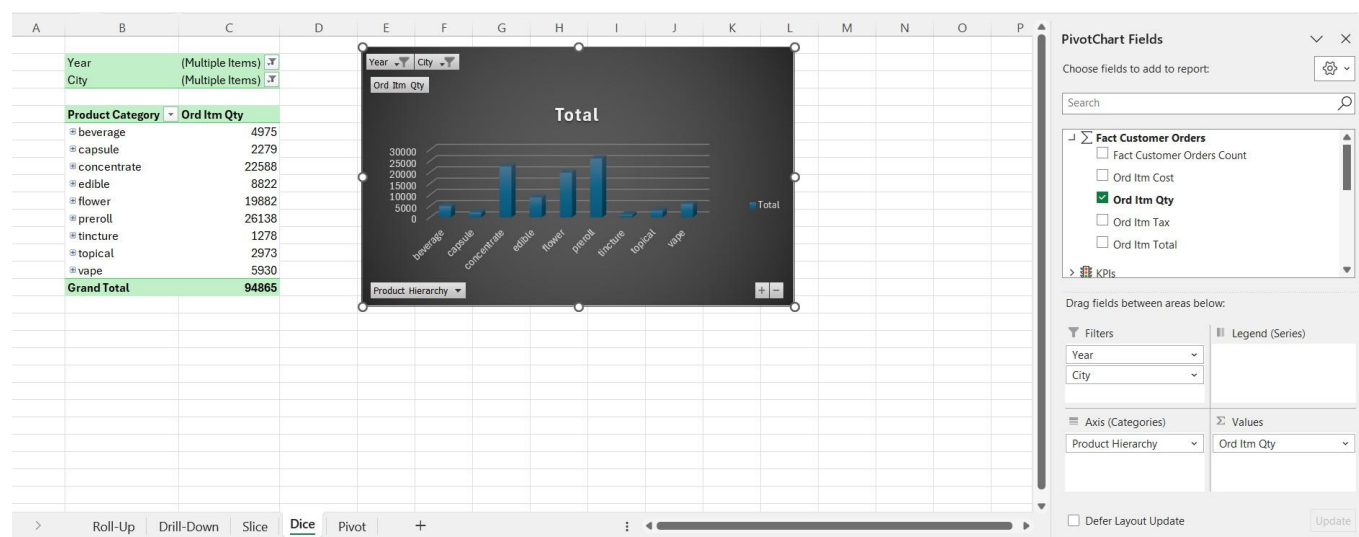 A B C D E F G H I J K L M N O P
Year (Multiple Items)
City (Multiple Items)
Product Category Ord Itm Qty
beverage 4975
capsule 2279
concentrate 22588
edible 8822
flower 19882
preroll 26138
tincture 1278
topical 2973
vape 5930
Grand Total 94865
Year City
Ord Itm Qty
Total
30000
25000
20000
15000
10000
5000
0
beverage capsule concentrate edible flower preroll tincture topical vape
Total
Product Hierarchy + -
PivotChart Fields
Choose fields to add to report:
Search
Σ Fact Customer Orders
Fact Customer Orders Count
Ord Itm Cost
Ord Itm Qty
Ord Itm Tax
Ord Itm Total
KPIs
Drag fields between areas below:
Filters
Year
City
Legend (Series)
Axis (Categories)
Product Hierarchy
Σ Values
Ord Itm Qty
Defer Layout Update Update
Roll-Up Drill-Down Slice Dice Pivot +